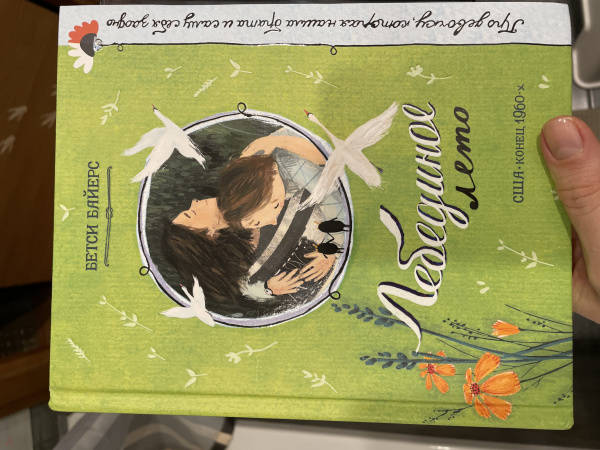 БЕТСИ БАЙЕРС
Лебединое
лето
США • КОНЕЦ 1960-х
Про девочку, которая нашла брата и саму себя заодно